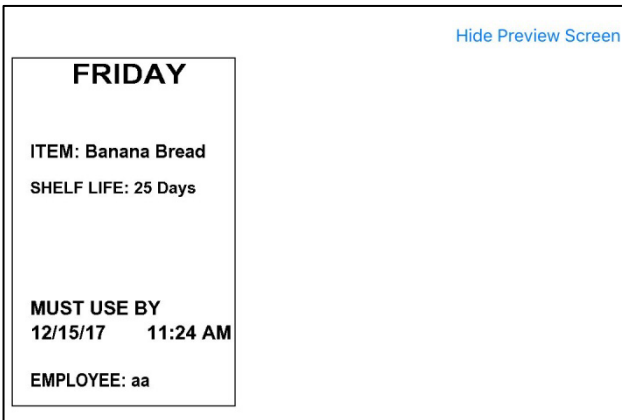 Hide Preview Screen
FRIDAY
ITEM: Banana Bread
SHELF LIFE: 25 Days
MUST USE BY
12/15/17 11:24 AM
EMPLOYEE: aa